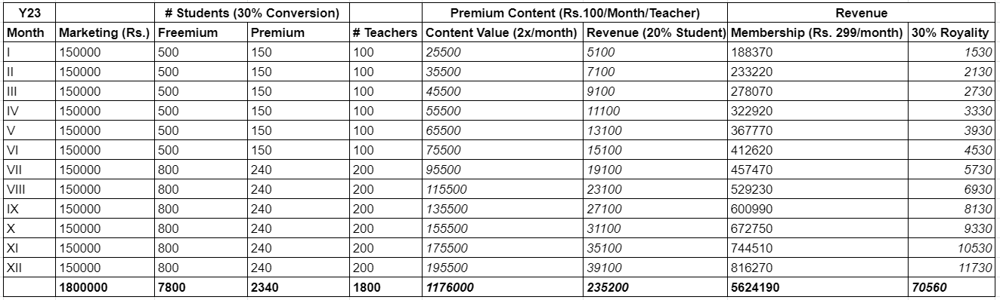 Y23 # Students (30% Conversion) Premium Content (Rs.100/Month/Teacher) Revenue
Month Marketing (Rs.) Freemium Premium # Teachers Content Value (2x/month) Revenue (20% Student) Membership (Rs. 299/month) 30% Royality
I 150000 500 150 100 25500 5100 188370 1530
II 150000 500 150 100 35500 7100 233220 2130
III 150000 500 150 100 45500 9100 278070 2730
IV 150000 500 150 100 55500 11100 322920 3330
V 150000 500 150 100 65500 13100 367770 3930
VI 150000 500 150 100 75500 15100 412620 4530
VII 150000 800 240 200 95500 19100 457470 5730
VIII 150000 800 240 200 115500 23100 529230 6930
IX 150000 800 240 200 135500 27100 600990 8130
X 150000 800 240 200 155500 31100 672750 9330
XI 150000 800 240 200 175500 35100 744510 10530
XII 150000 800 240 200 195500 39100 816270 11730
1800000 7800 2340 1800 1176000 235200 5624190 70560